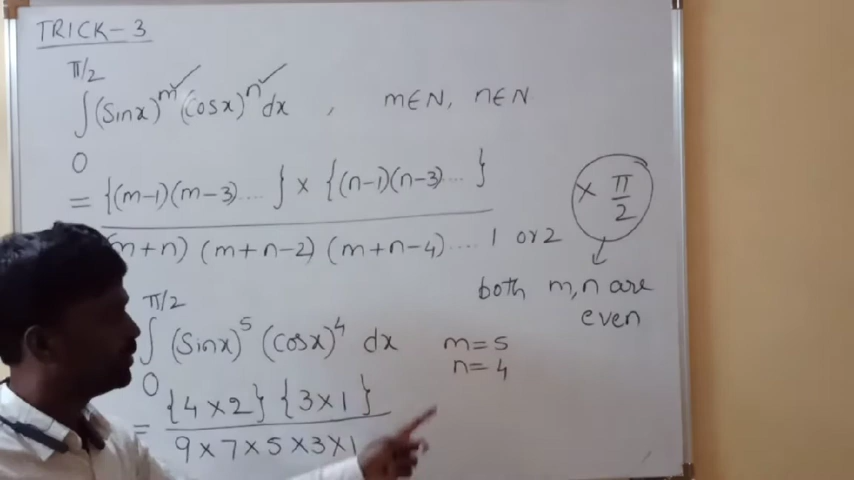 TRICK-3
π/2
∫ (Sinx)^m (Cosx)^n dx , m∈N, n∈N
0
= {(m-1)(m-3).... } × {(n-1)(n-3)... } × π/2
(m+n) (m+n-2) (m+n-4).... 1 or 2
both m,n are
even
π/2
∫ (Sinx)^5 (Cosx)^4 dx m=5
n=4
0
= {4×2} {3×1}
9×7×5×3×1